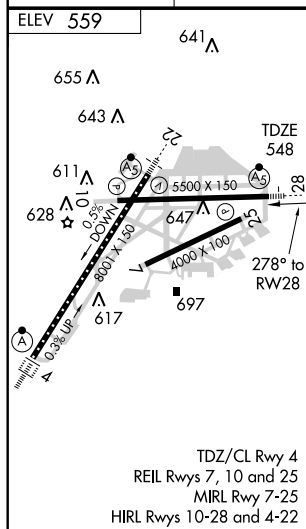 ELEV 559
641
655
643
22
TDZE
548
A5
A5
611
P
V
5500 X 150
28
10
628
0.5%
DOWN
647
P
25
8001 X 150
7
4000 X 100
278° to
RW28
617
697
A
0.3% UP
4
TDZ/CL Rwy 4
REIL Rwys 7, 10 and 25
MIRL Rwy 7-25
HIRL Rwys 10-28 and 4-22